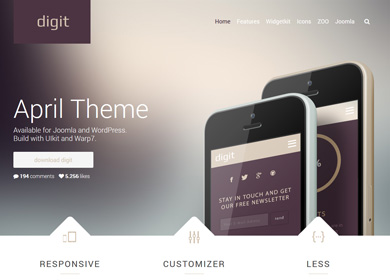 digit
Home Features Widgetkit Icons ZOO Joomla
April Theme
Available for Joomla and WordPress.
Build with UIkit and Warp7.
download digit
194 comments 5.256 likes
digit
STAY IN TOUCH AND GET
OUR FREE NEWSLETTER
send
%
RESPONSIVE
CUSTOMIZER
LESS